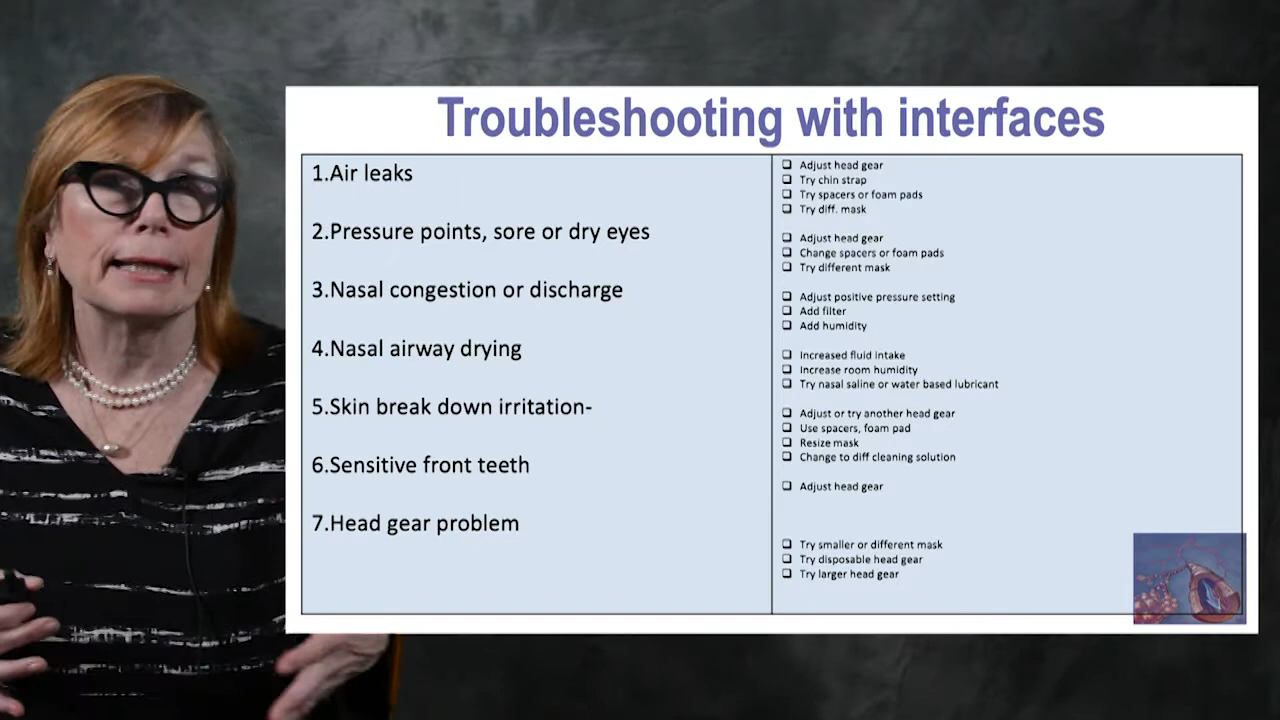 Troubleshooting with interfaces
1.Air leaks
2.Pressure points, sore or dry eyes
3.Nasal congestion or discharge
4.Nasal airway drying
5.Skin break down irritation-
6.Sensitive front teeth
7.Head gear problem
❑ Adjust head gear
❑ Try chin strap
❑ Try spacers or foam pads
❑ Try diff. mask
❑ Adjust head gear
❑ Change spacers or foam pads
❑ Try different mask
❑ Adjust positive pressure setting
❑ Add filter
❑ Add humidity
❑ Increased fluid intake
❑ Increase room humidity
❑ Try nasal saline or water based lubricant
❑ Adjust or try another head gear
❑ Use spacers, foam pad
❑ Resize mask
❑ Change to diff cleaning solution
❑ Adjust head gear
❑ Try smaller or different mask
❑ Try disposable head gear
❑ Try larger head gear